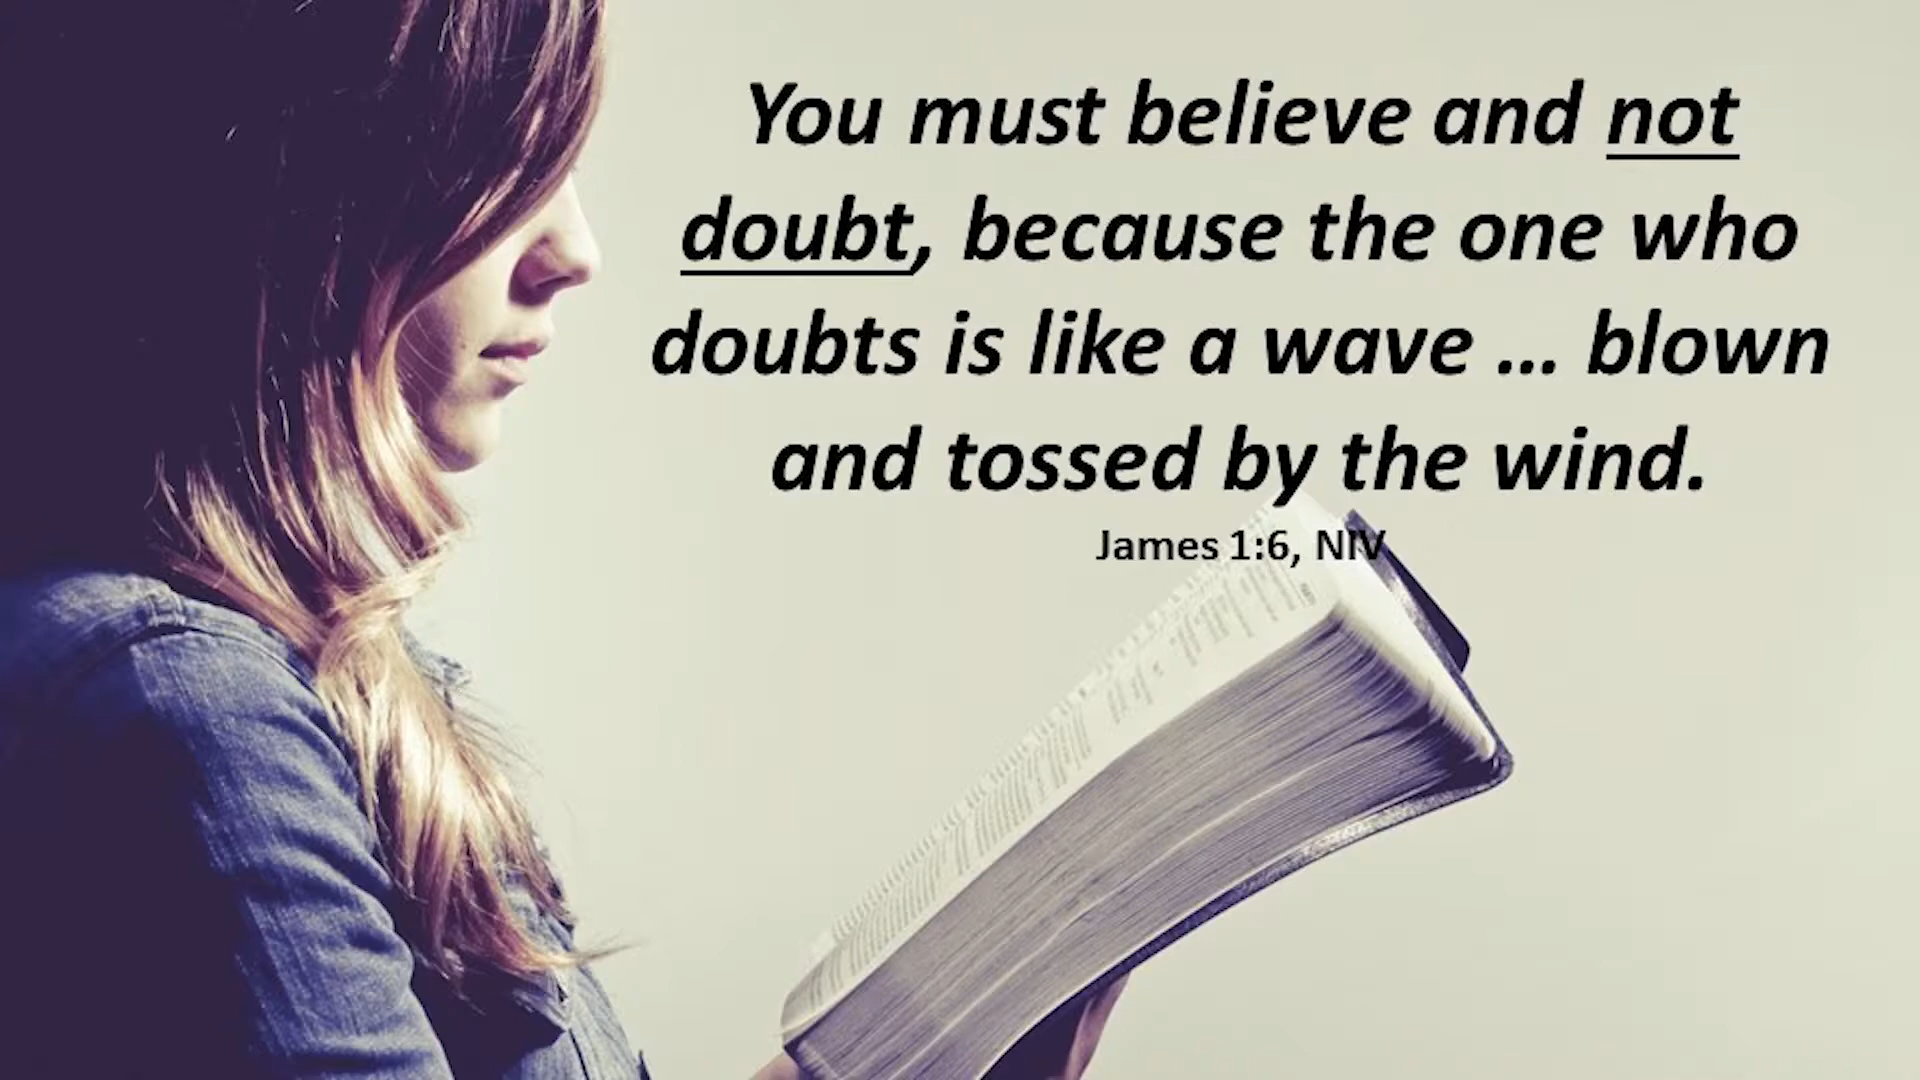 You must believe and not
doubt, because the one who
doubts is like a wave ... blown
and tossed by the wind.
James 1:6, NIV